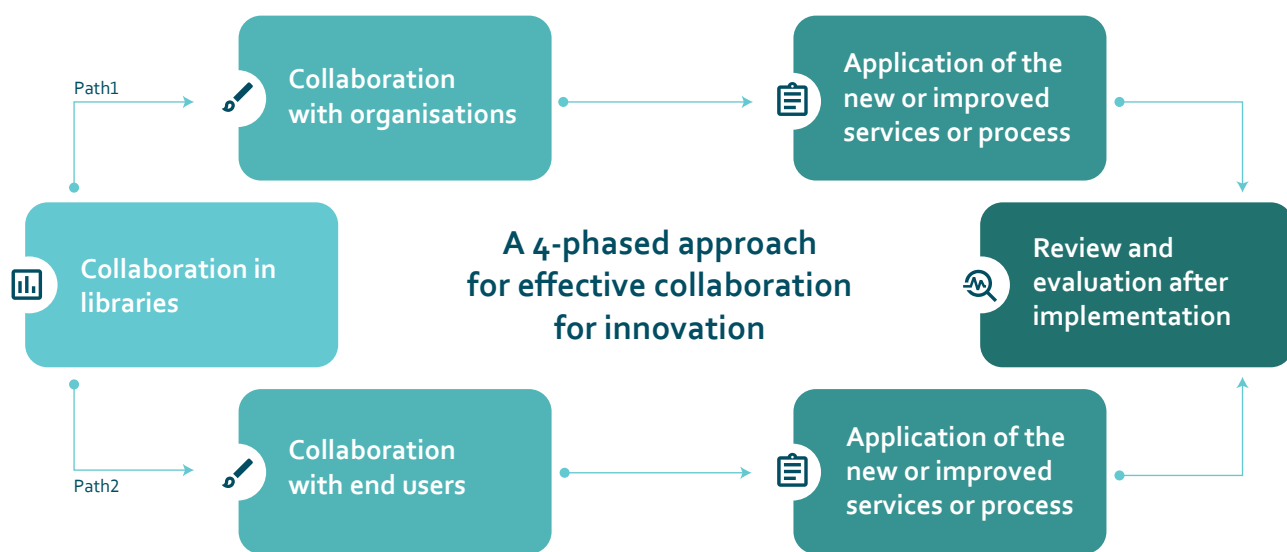 Path1
Collaboration
with organisations
Application of the
new or improved
services or process
Collaboration in
libraries
A 4-phased approach
for effective collaboration
for innovation
Review and
evaluation after
implementation
Path2
Collaboration
with end users
Application of the
new or improved
services or process